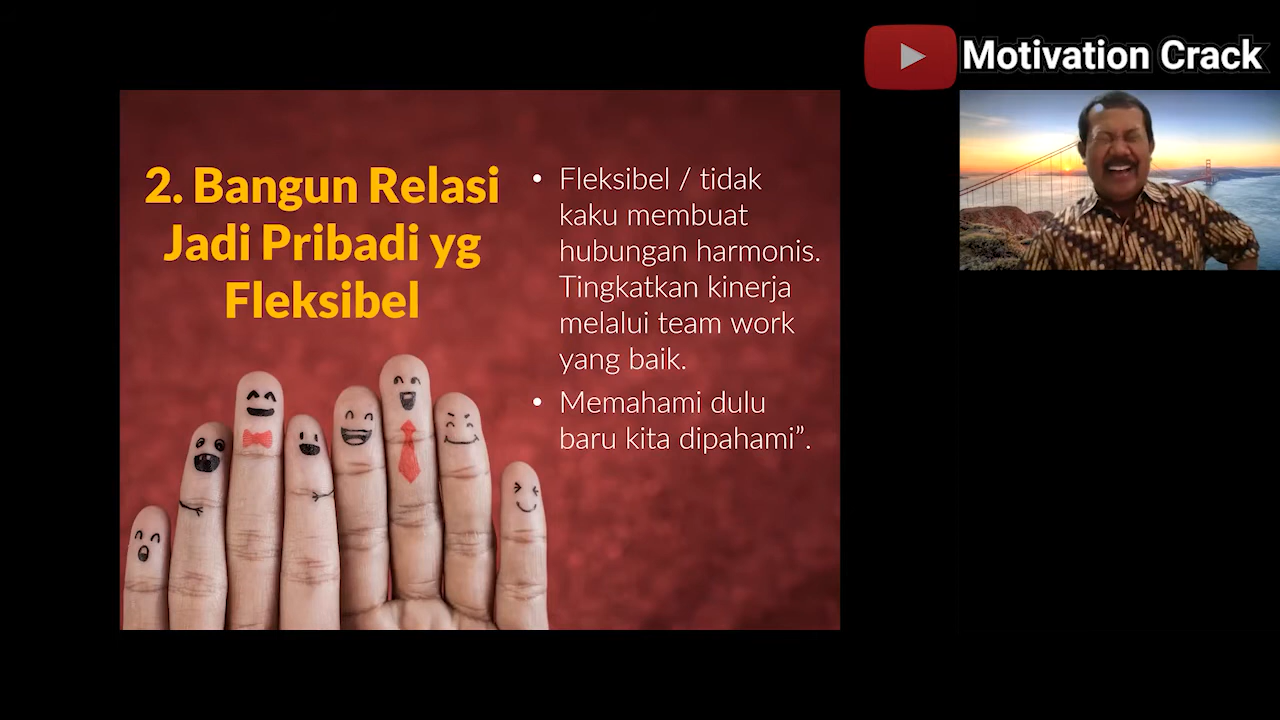 Motivation Crack
2. Bangun Relasi
Jadi Pribadi yg
Fleksibel
• Fleksibel / tidak
kaku membuat
hubungan harmonis.
Tingkatkan kinerja
melalui team work
yang baik.
• Memahami dulu
baru kita dipahami”.